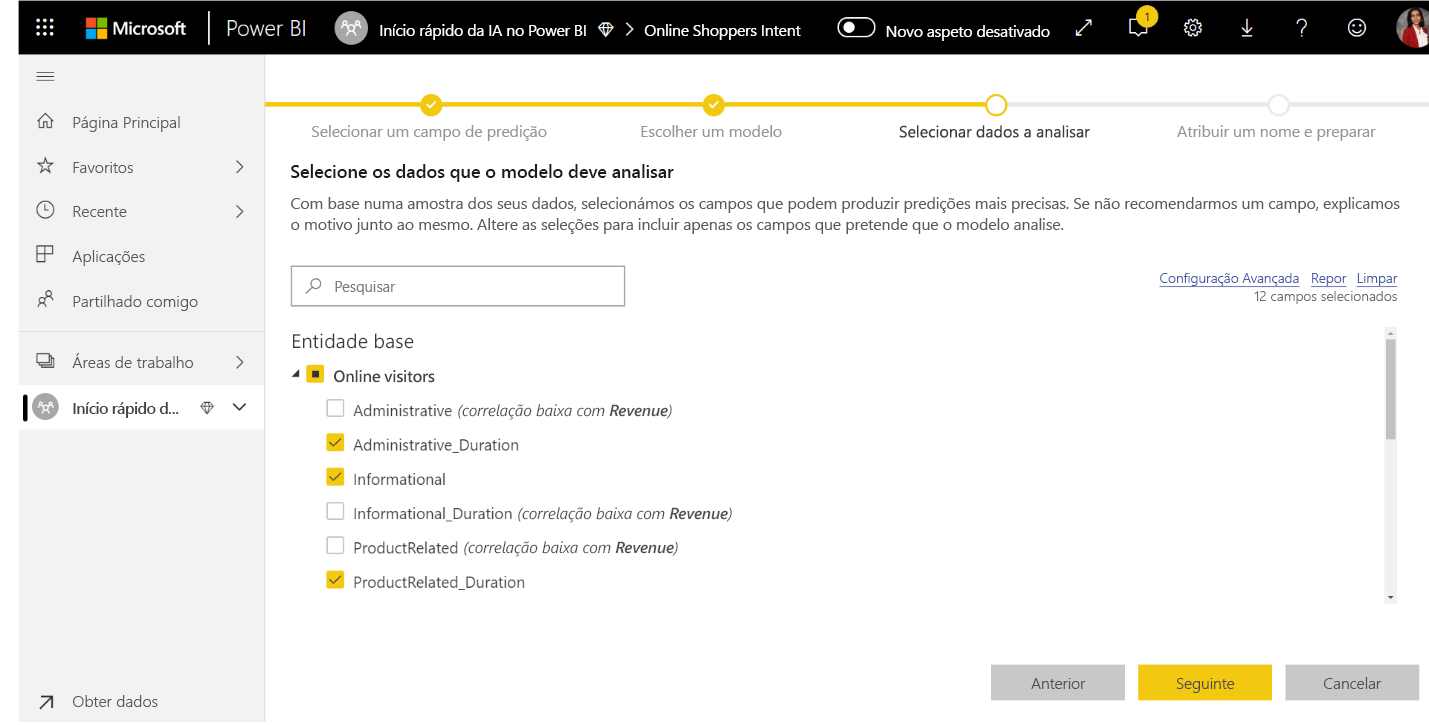 Microsoft Power BI Início rápido da IA no Power BI > Online Shoppers Intent Novo aspeto desativado 1
Página Principal
Favoritos
Recente
Aplicações
Partilhado comigo
Áreas de trabalho
Início rápido d...
Obter dados
Selecionar um campo de predição Escolher um modelo Selecionar dados a analisar Atribuir um nome e preparar
Selecione os dados que o modelo deve analisar
Com base numa amostra dos seus dados, selecionámos os campos que podem produzir predições mais precisas. Se não recomendarmos um campo, explicamos
o motivo junto ao mesmo. Altere as seleções para incluir apenas os campos que pretende que o modelo analise.
Pesquisar
Configuração Avançada Repor Limpar
12 campos selecionados
Entidade base
Online visitors
Administrative (correlação baixa com Revenue)
Administrative_Duration
Informational
Informational_Duration (correlação baixa com Revenue)
ProductRelated (correlação baixa com Revenue)
ProductRelated_Duration
Anterior Seguinte Cancelar